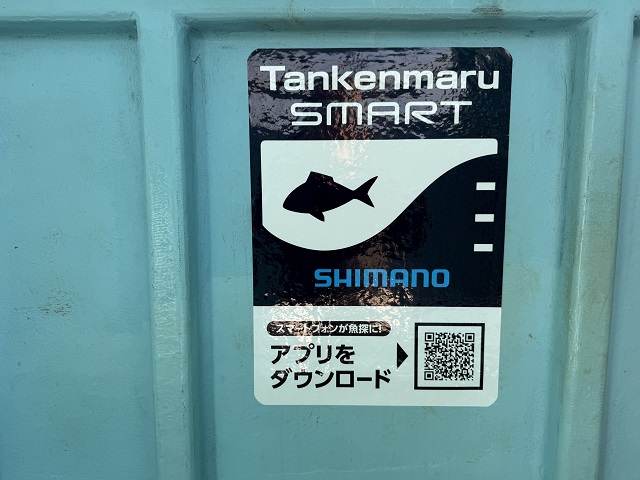 Tankenmaru
SMART
SHIMANO
スマートフォンが魚探に!
アプリを
ダウンロード